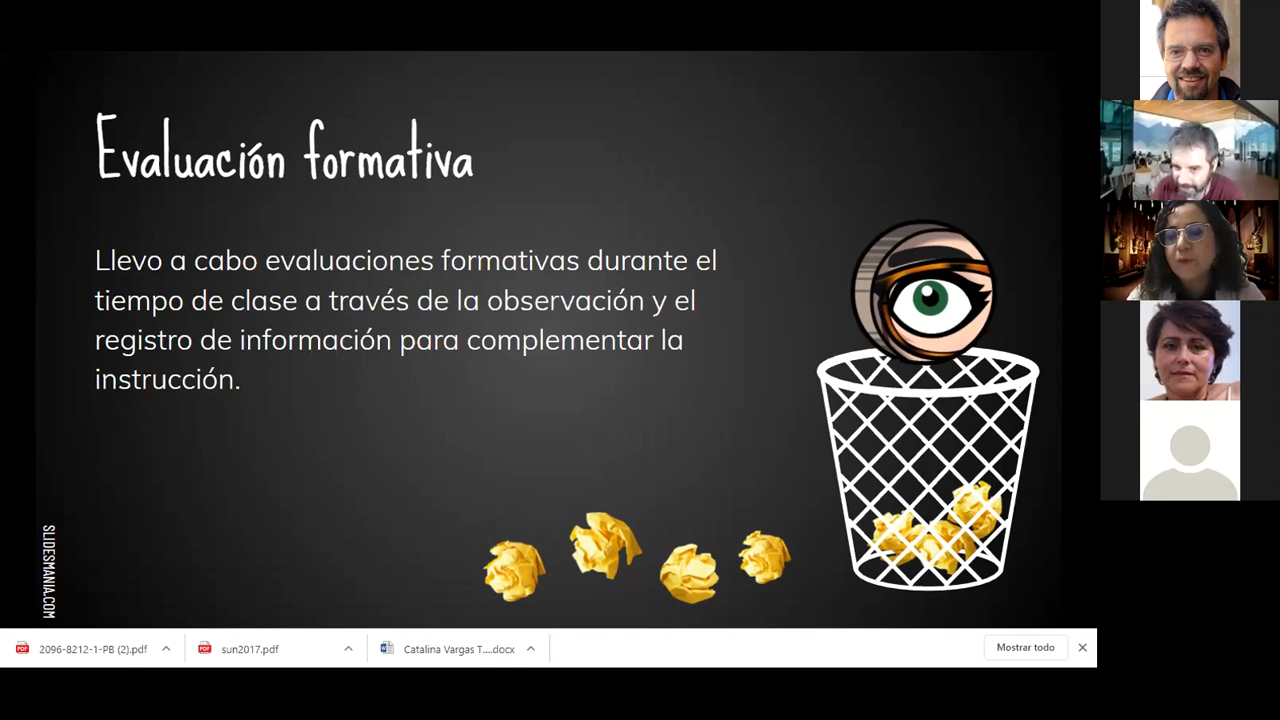 Evaluación formativa
Llevo a cabo evaluaciones formativas durante el
tiempo de clase a través de la observación y el
registro de información para complementar la
instrucción.
SLIDESMANIA.COM
2096-8212-1-PB (2).pdf
sun2017.pdf
Catalina Vargas T....docx
Mostrar todo